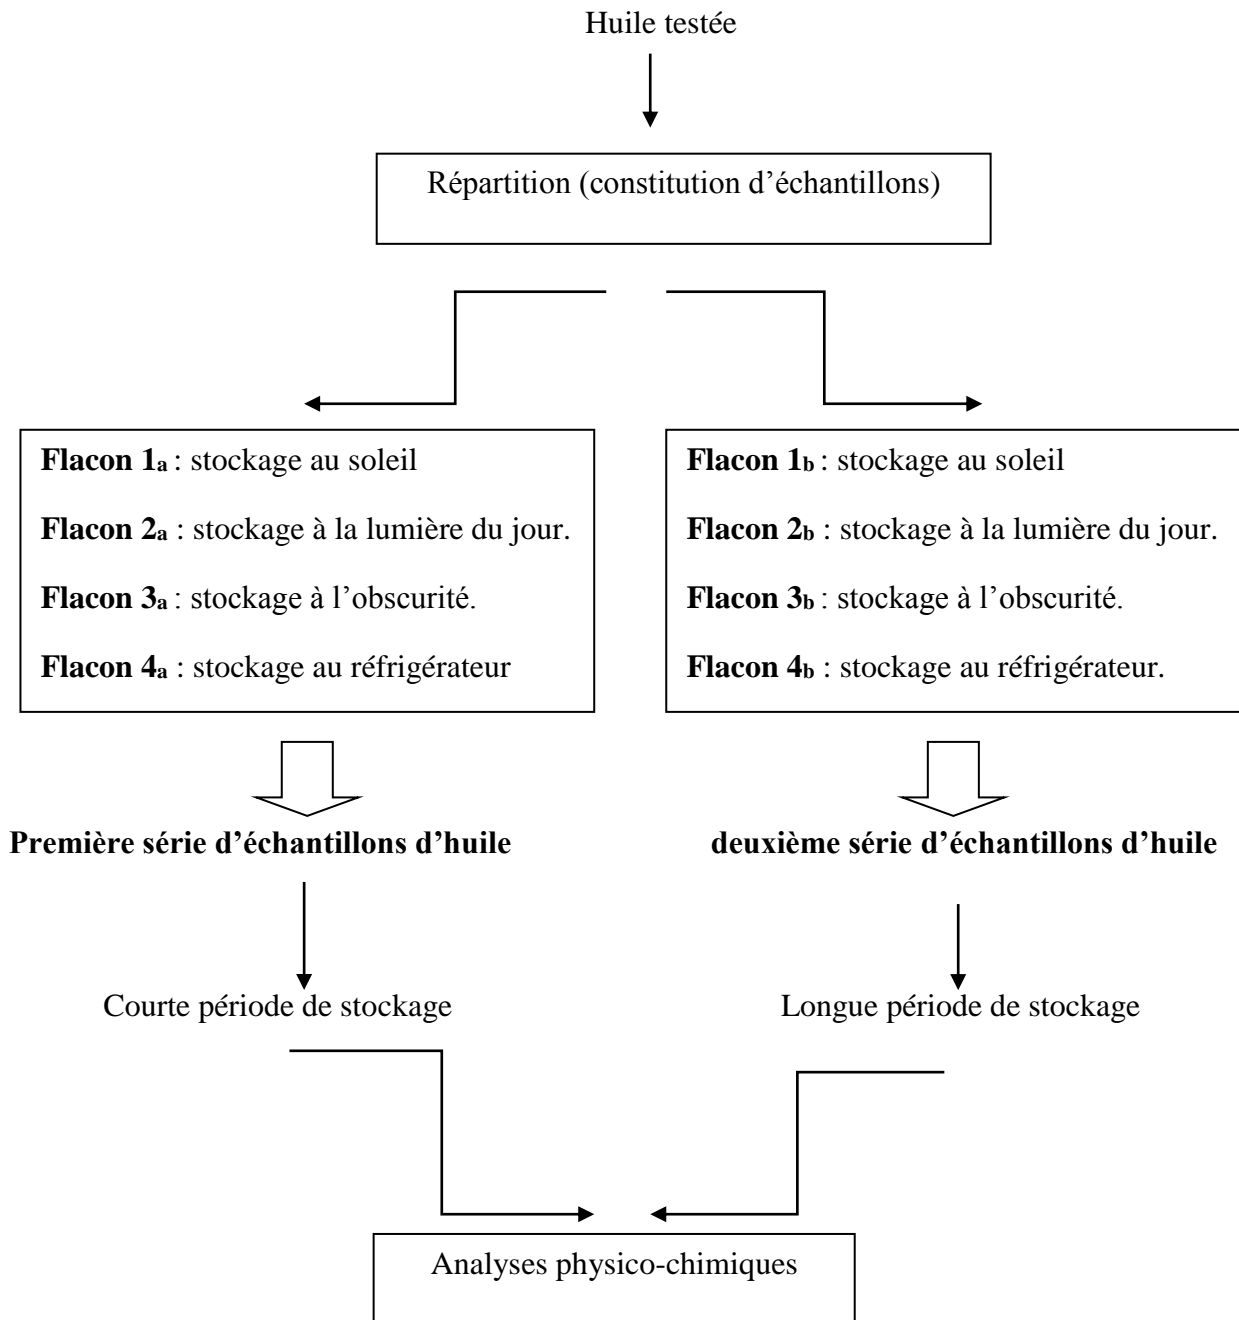 Huile testée
Répartition (constitution d’échantillons)
Flacon 1a : stockage au soleil
Flacon 2a : stockage à la lumière du jour.
Flacon 3a : stockage à l’obscurité.
Flacon 4a : stockage au réfrigérateur
Flacon 1b : stockage au soleil
Flacon 2b : stockage à la lumière du jour.
Flacon 3b : stockage à l’obscurité.
Flacon 4b : stockage au réfrigérateur.
Première série d’échantillons d’huile
deuxième série d’échantillons d’huile
Courte période de stockage
Longue période de stockage
Analyses physico-chimiques